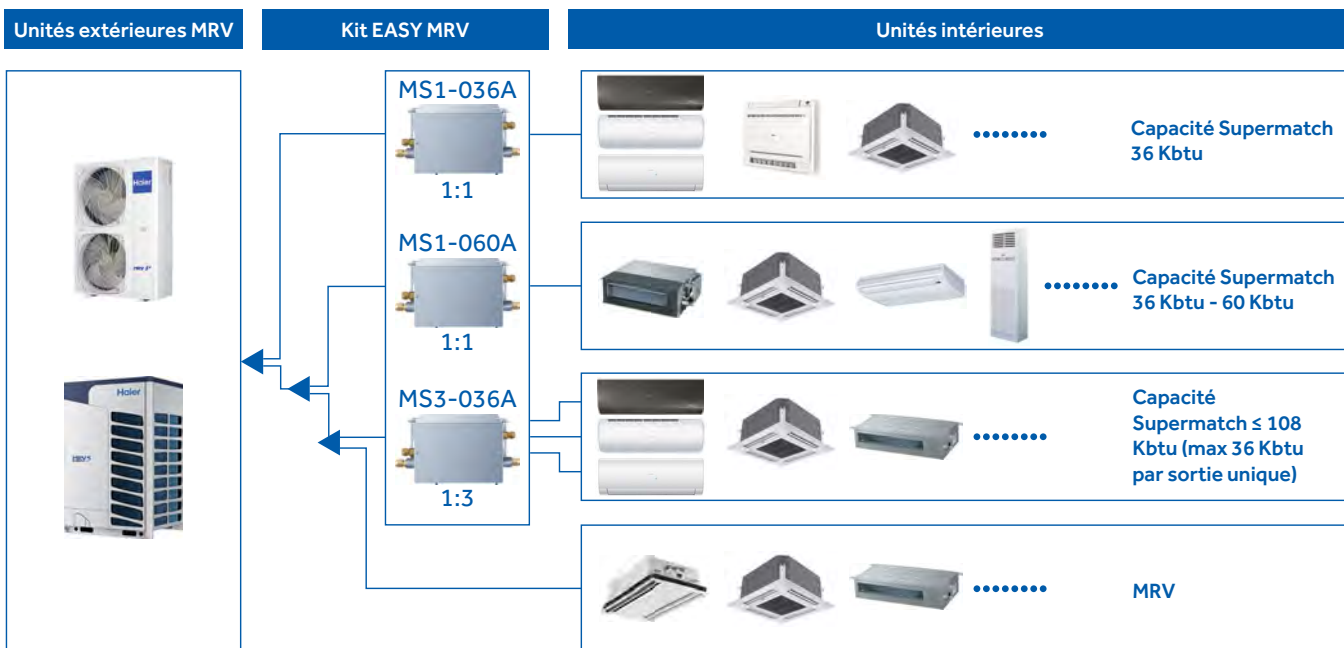 Unités extérieures MRV
Kit EASY MRV
Unités intérieures
MS1-036A
1:1
Capacité Supermatch
36 Kbtu
MS1-060A
1:1
Capacité Supermatch
36 Kbtu - 60 Kbtu
MS3-036A
1:3
Capacité
Supermatch ≤ 108
Kbtu (max 36 Kbtu
par sortie unique)
MRV
Haier
Haier